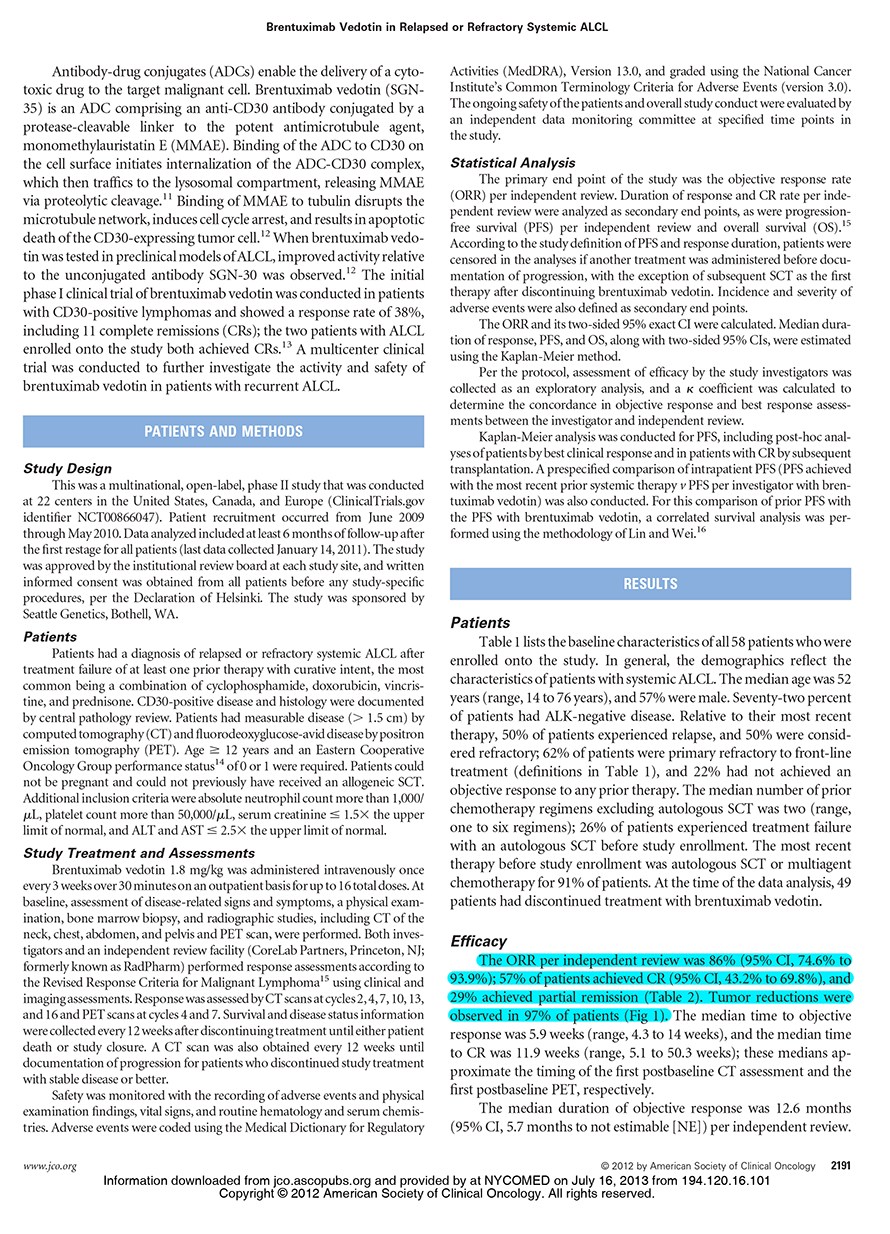 Brentuximab Vedotin in Relapsed or Refractory Systemic ALCL
Antibody-drug conjugates (ADCs) enable the delivery of a cyto-
toxic drug to the target malignant cell. Brentuximab vedotin (SGN-
35) is an ADC comprising an anti-CD30 antibody conjugated by a
protease-cleavable linker to the potent antimicrotubule agent,
monomethylauristatin E (MMAE). Binding of the ADC to CD30 on
the cell surface initiates internalization of the ADC-CD30 complex,
which then traffics to the lysosomal compartment, releasing MMAE
via proteolytic cleavage.11 Binding of MMAE to tubulin disrupts the
microtubule network, induces cell cycle arrest, and results in apoptotic
death of the CD30-expressing tumor cell.12 When brentuximab vedo-
tin was tested in preclinical models of ALCL, improved activity relative
to the unconjugated antibody SGN-30 was observed.12 The initial
phase I clinical trial of brentuximab vedotin was conducted in patients
with CD30-positive lymphomas and showed a response rate of 38%,
including 11 complete remissions (CRs); the two patients with ALCL
enrolled onto the study both achieved CRs.13 A multicenter clinical
trial was conducted to further investigate the activity and safety of
brentuximab vedotin in patients with recurrent ALCL.
PATIENTS AND METHODS
Study Design
This was a multinational, open-label, phase II study that was conducted
at 22 centers in the United States, Canada, and Europe (ClinicalTrials.gov
identifier NCT00866047). Patient recruitment occurred from June 2009
through May 2010. Data analyzed included at least 6 months of follow-up after
the first restage for all patients (last data collected January 14, 2011). The study
was approved by the institutional review board at each study site, and written
informed consent was obtained from all patients before any study-specific
procedures, per the Declaration of Helsinki. The study was sponsored by
Seattle Genetics, Bothell, WA.
Patients
Patients had a diagnosis of relapsed or refractory systemic ALCL after
treatment failure of at least one prior therapy with curative intent, the most
common being a combination of cyclophosphamide, doxorubicin, vincris-
tine, and prednisone. CD30-positive disease and histology were documented
by central pathology review. Patients had measurable disease (> 1.5 cm) by
computed tomography (CT) and fluorodeoxyglucose-avid disease by positron
emission tomography (PET). Age ≥ 12 years and an Eastern Cooperative
Oncology Group performance status14 of 0 or 1 were required. Patients could
not be pregnant and could not previously have received an allogeneic SCT.
Additional inclusion criteria were absolute neutrophil count more than 1,000/
μL, platelet count more than 50,000/μL, serum creatinine ≤ 1.5× the upper
limit of normal, and ALT and AST ≤ 2.5× the upper limit of normal.
Study Treatment and Assessments
Brentuximab vedotin 1.8 mg/kg was administered intravenously once
every 3 weeks over 30 minutes on an outpatient basis for up to 16 total doses. At
baseline, assessment of disease-related signs and symptoms, a physical exam-
ination, bone marrow biopsy, and radiographic studies, including CT of the
neck, chest, abdomen, and pelvis and PET scan, were performed. Both inves-
tigators and an independent review facility (CoreLab Partners, Princeton, NJ;
formerly known as RadPharm) performed response assessments according to
the Revised Response Criteria for Malignant Lymphoma15 using clinical and
imaging assessments. Response was assessed by CT scans at cycles 2, 4, 7, 10, 13,
and 16 and PET scans at cycles 4 and 7. Survival and disease status information
were collected every 12 weeks after discontinuing treatment until either patient
death or study closure. A CT scan was also obtained every 12 weeks until
documentation of progression for patients who discontinued study treatment
with stable disease or better.
Safety was monitored with the recording of adverse events and physical
examination findings, vital signs, and routine hematology and serum chemis-
tries. Adverse events were coded using the Medical Dictionary for Regulatory
Activities (MedDRA), Version 13.0, and graded using the National Cancer
Institute's Common Terminology Criteria for Adverse Events (version 3.0).
The ongoing safety of the patients and overall study conduct were evaluated by
an independent data monitoring committee at specified time points in
the study.
Statistical Analysis
The primary end point of the study was the objective response rate
(ORR) per independent review. Duration of response and CR rate per inde-
pendent review were analyzed as secondary end points, as were progression-
free survival (PFS) per independent review and overall survival (OS).15
According to the study definition of PFS and response duration, patients were
censored in the analyses if another treatment was administered before docu-
mentation of progression, with the exception of subsequent SCT as the first
therapy after discontinuing brentuximab vedotin. Incidence and severity of
adverse events were also defined as secondary end points.
The ORR and its two-sided 95% exact CI were calculated. Median dura-
tion of response, PFS, and OS, along with two-sided 95% CIs, were estimated
using the Kaplan-Meier method.
Per the protocol, assessment of efficacy by the study investigators was
collected as an exploratory analysis, and a κ coefficient was calculated to
determine the concordance in objective response and best response assess-
ments between the investigator and independent review.
Kaplan-Meier analysis was conducted for PFS, including post-hoc anal-
yses of patients by best clinical response and in patients with CR by subsequent
transplantation. A prespecified comparison of intrapatient PFS (PFS achieved
with the most recent prior systemic therapy v PFS per investigator with bren-
tuximab vedotin) was also conducted. For this comparison of prior PFS with
the PFS with brentuximab vedotin, a correlated survival analysis was per-
formed using the methodology of Lin and Wei.16
RESULTS
Patients
Table 1 lists the baseline characteristics of all 58 patients who were
enrolled onto the study. In general, the demographics reflect the
characteristics of patients with systemic ALCL. The median age was 52
years (range, 14 to 76 years), and 57% were male. Seventy-two percent
of patients had ALK-negative disease. Relative to their most recent
therapy, 50% of patients experienced relapse, and 50% were consid-
ered refractory; 62% of patients were primary refractory to front-line
treatment (definitions in Table 1), and 22% had not achieved an
objective response to any prior therapy. The median number of prior
chemotherapy regimens excluding autologous SCT was two (range,
one to six regimens); 26% of patients experienced treatment failure
with an autologous SCT before study enrollment. The most recent
therapy before study enrollment was autologous SCT or multiagent
chemotherapy for 91% of patients. At the time of the data analysis, 49
patients had discontinued treatment with brentuximab vedotin.
Efficacy
The ORR per independent review was 86% (95% CI, 74.6% to
93.9%); 57% of patients achieved CR (95% CI, 43.2% to 69.8%), and
29% achieved partial remission (Table 2). Tumor reductions were
observed in 97% of patients (Fig 1). The median time to objective
response was 5.9 weeks (range, 4.3 to 14 weeks), and the median time
to CR was 11.9 weeks (range, 5.1 to 50.3 weeks); these medians ap-
proximate the timing of the first postbaseline CT assessment and the
first postbaseline PET, respectively.
The median duration of objective response was 12.6 months
(95% CI, 5.7 months to not estimable [NE]) per independent review.
www.jco.org
© 2012 by American Society of Clinical Oncology 2191
Information downloaded from jco.ascopubs.org and provided by at NYCOMED on July 16, 2013 from 194.120.16.101
Copyright © 2012 American Society of Clinical Oncology. All rights reserved.